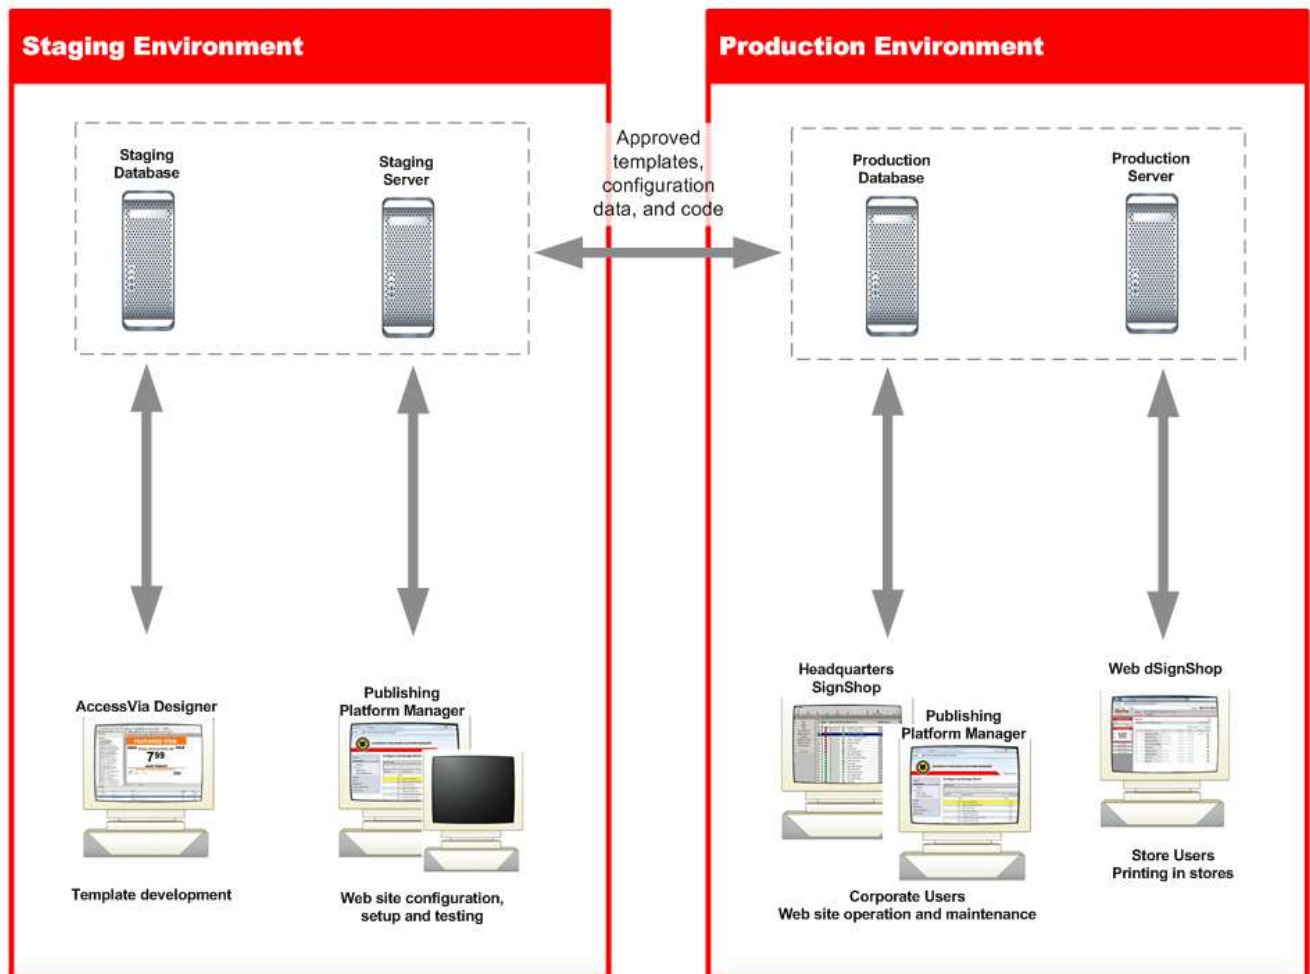 Staging Environment
Production Environment
Staging
Database
Staging
Server
Approved
templates,
configuration
data, and code
Production
Database
Production
Server
AccessVia Designer
7 99
Template development
Publishing
Platform Manager
Web site configuration,
setup and testing
Headquarters
SignShop
Publishing
Platform Manager
Corporate Users
Web site operation and maintenance
Web dSignShop
Store Users
Printing in stores